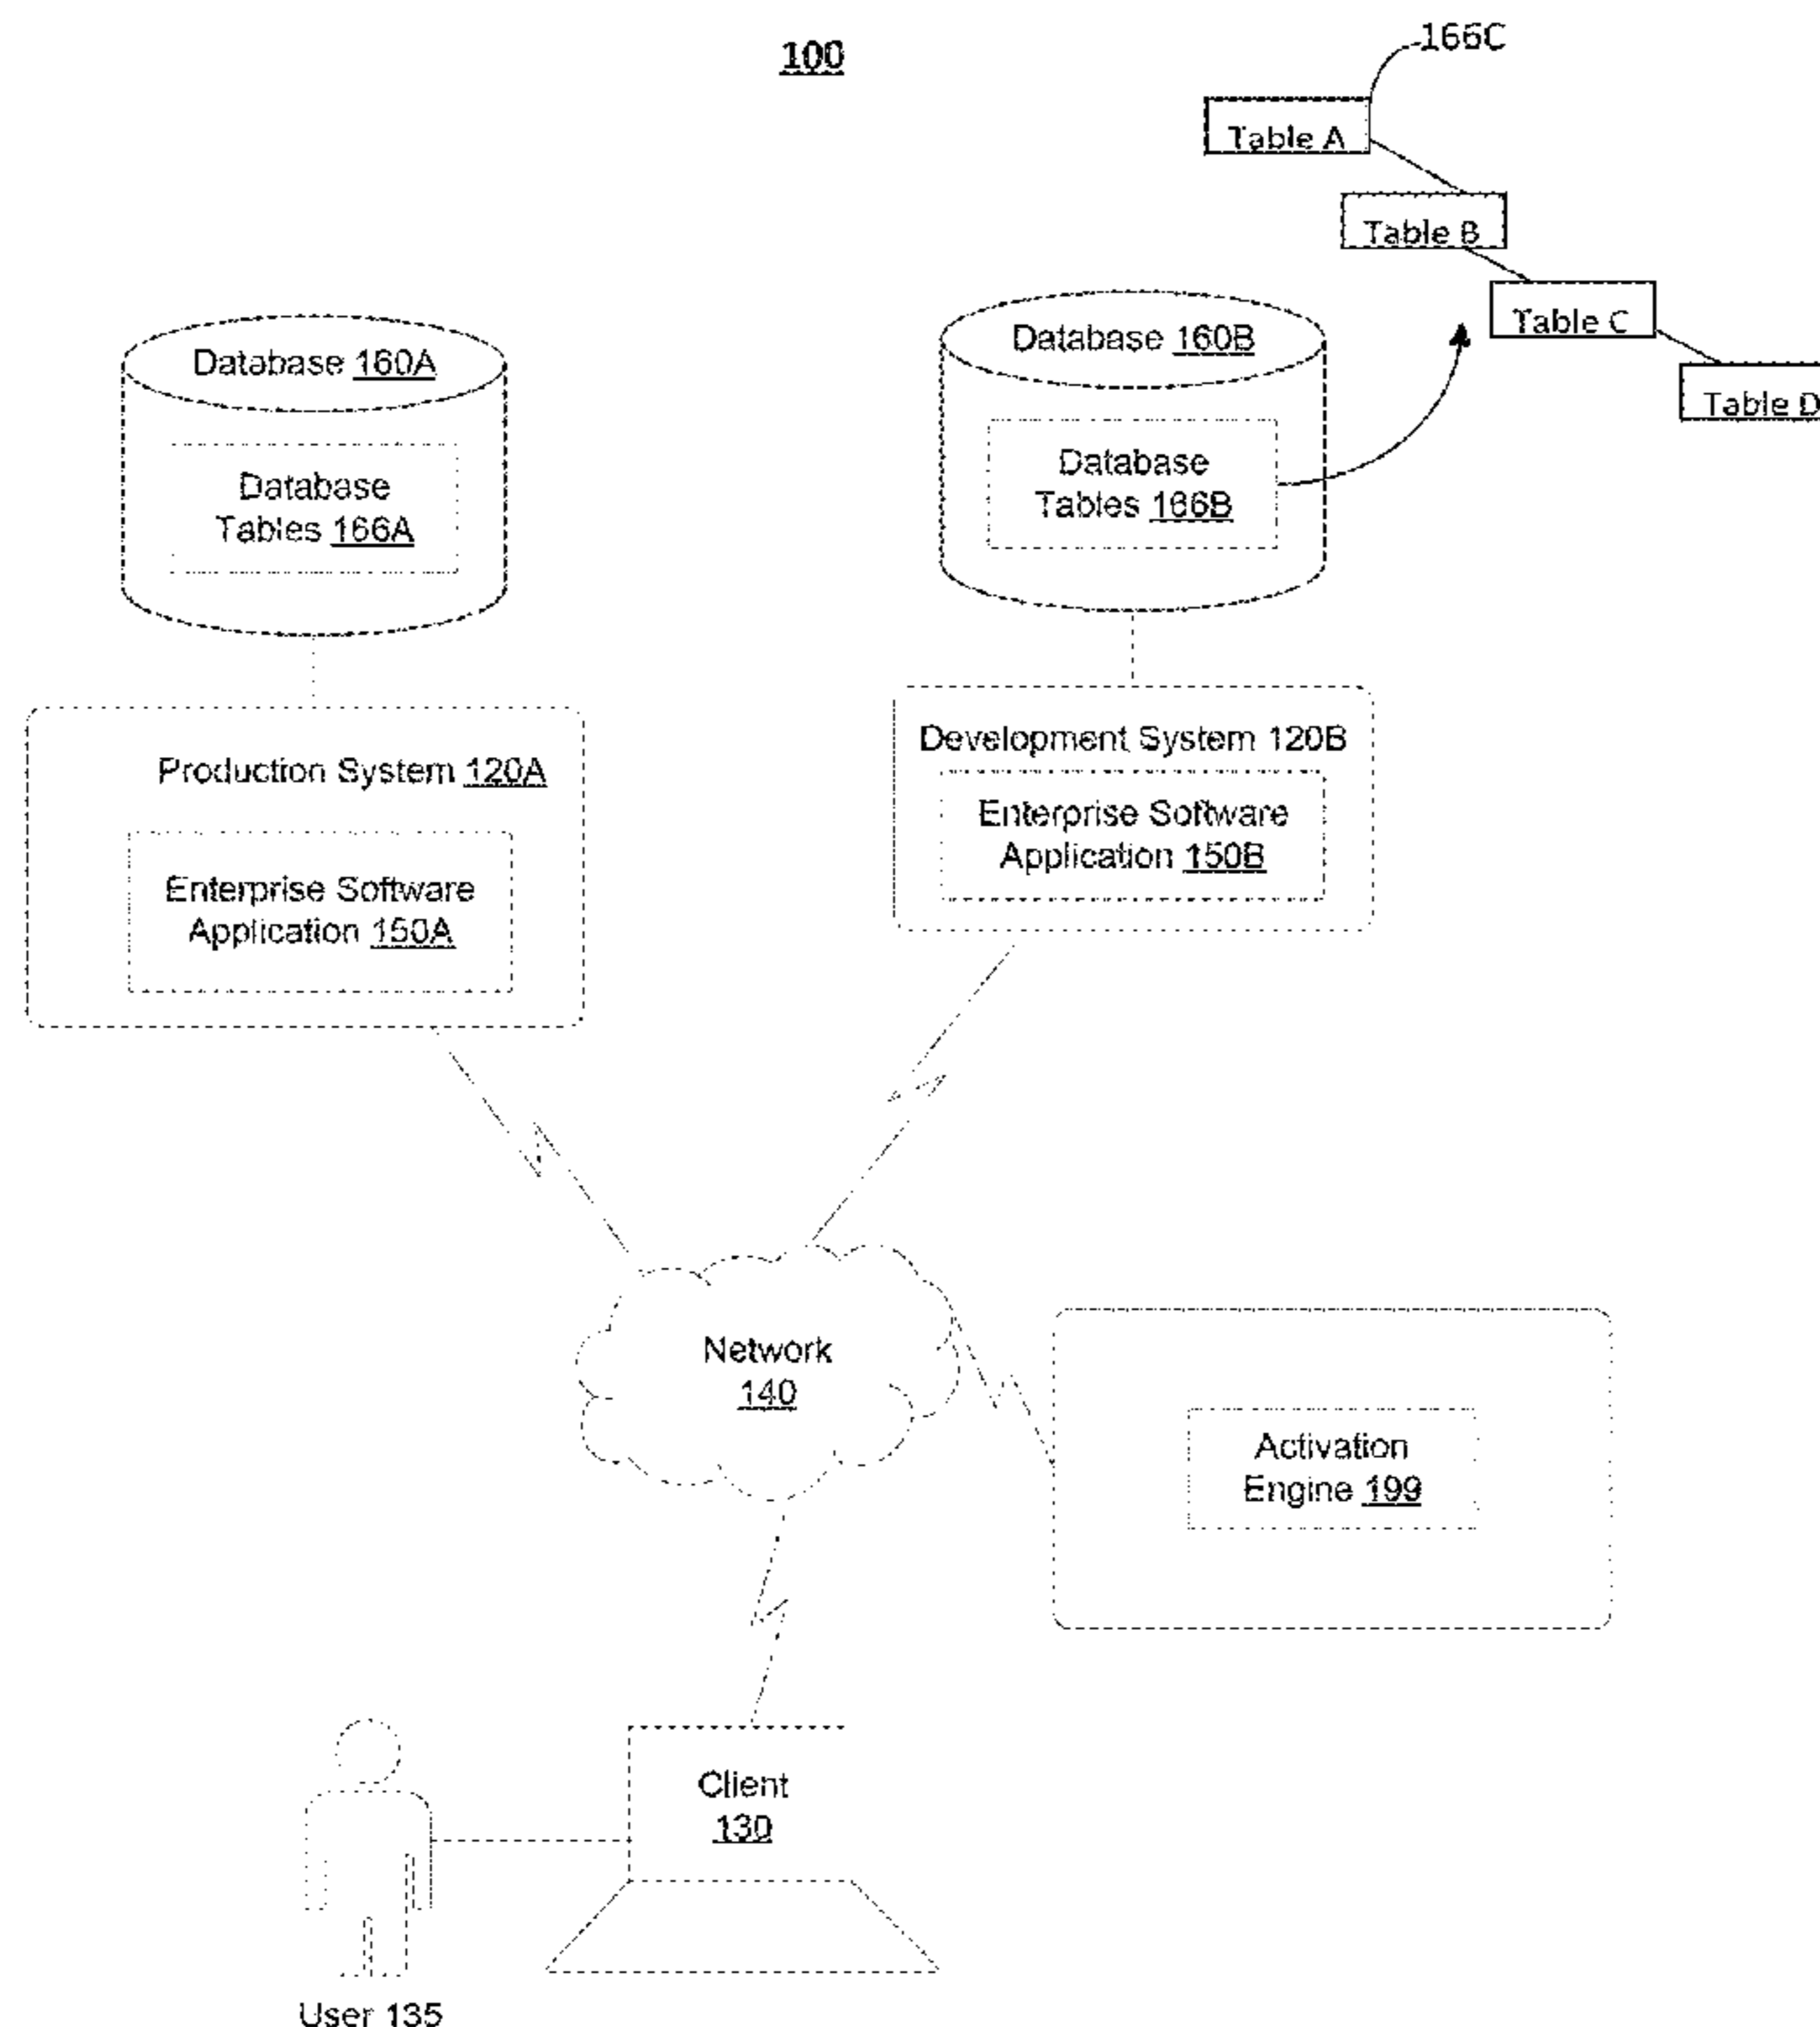 100
166C
Table A
Table B
Table C
Table D
Database 160A
Database
Tables 166A
Database 160B
Database
Tables 166B
Production System 120A
Enterprise Software
Application 150A
Development System 120B
Enterprise Software
Application 150B
Network
140
Activation
Engine 199
Client
130
User 135